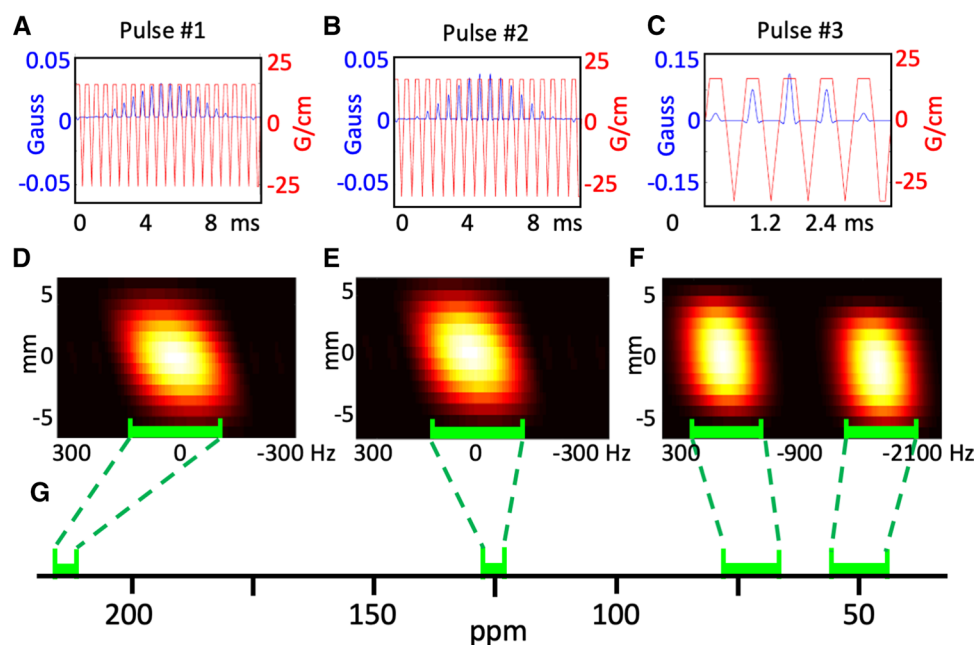 A Pulse #1
0.05 25
Gauss 0 0 G/cm
-0.05 -25
0 4 8 ms
B Pulse #2
0.05 25
Gauss 0 0 G/cm
-0.05 -25
0 4 8 ms
C Pulse #3
0.15 25
Gauss 0 0 G/cm
-0.15 -25
0 1.2 2.4 ms
D
5
mm 0
-5
300 0 -300 Hz
E
5
mm 0
-5
300 0 -300 Hz
F
5
mm 0
-5
300 -900 -2100 Hz
G
200 150 100 50
ppm